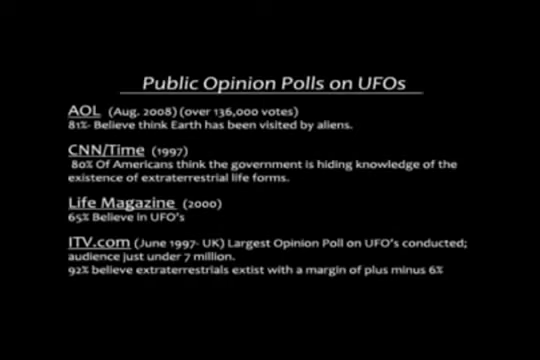 Public Opinion Polls on UFOs
AOL (Aug. 2008) (over 136,000 votes)
81%- Believe think Earth has been visited by aliens.
CNN/Time (1997)
80% Of Americans think the government is hiding knowledge of the
existence of extraterrestrial life forms.
Life Magazine (2000)
65% Believe in UFO's
ITV.com (June 1997- UK) Largest Opinion Poll on UFO's conducted;
audience just under 7 million.
92% believe extraterrestrials extist with a margin of plus minus 6%